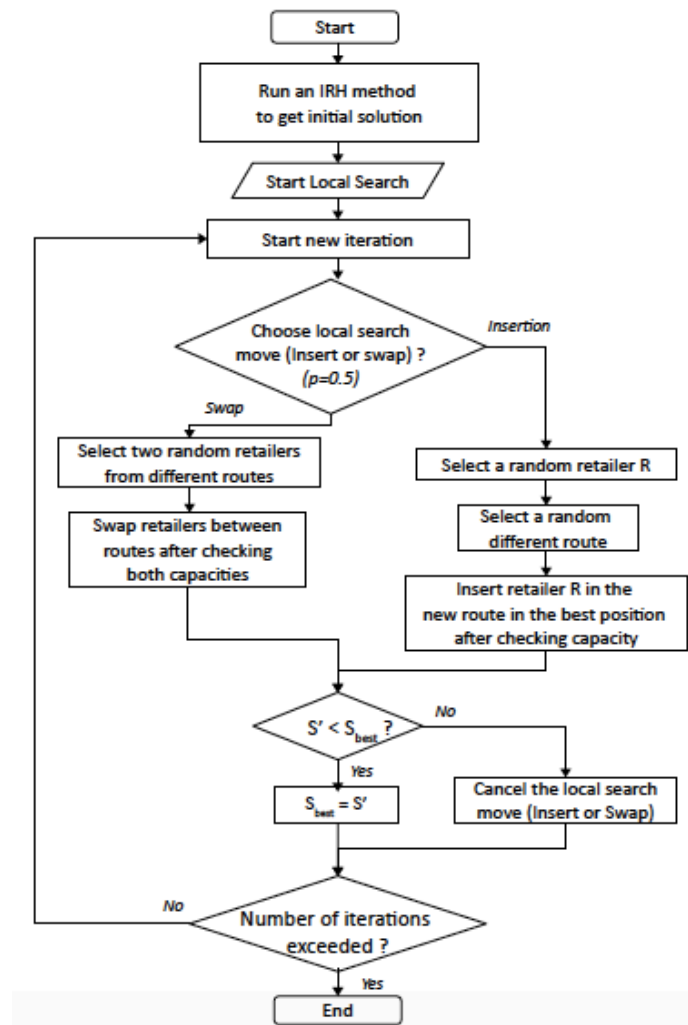 Start
Run an IRH method
to get initial solution
Start Local Search
Start new iteration
Choose local search
move (Insert or swap) ?
(p=0.5)
Insertion
Swap
Select two random retailers
from different routes
Swap retailers between
routes after checking
both capacities
Select a random retailer R
Select a random
different route
Insert retailer R in the
new route in the best position
after checking capacity
S' < Sbest ?
No
Yes
Sbest = S'
Cancel the local search
move (Insert or Swap)
No
Number of iterations
exceeded ?
Yes
End